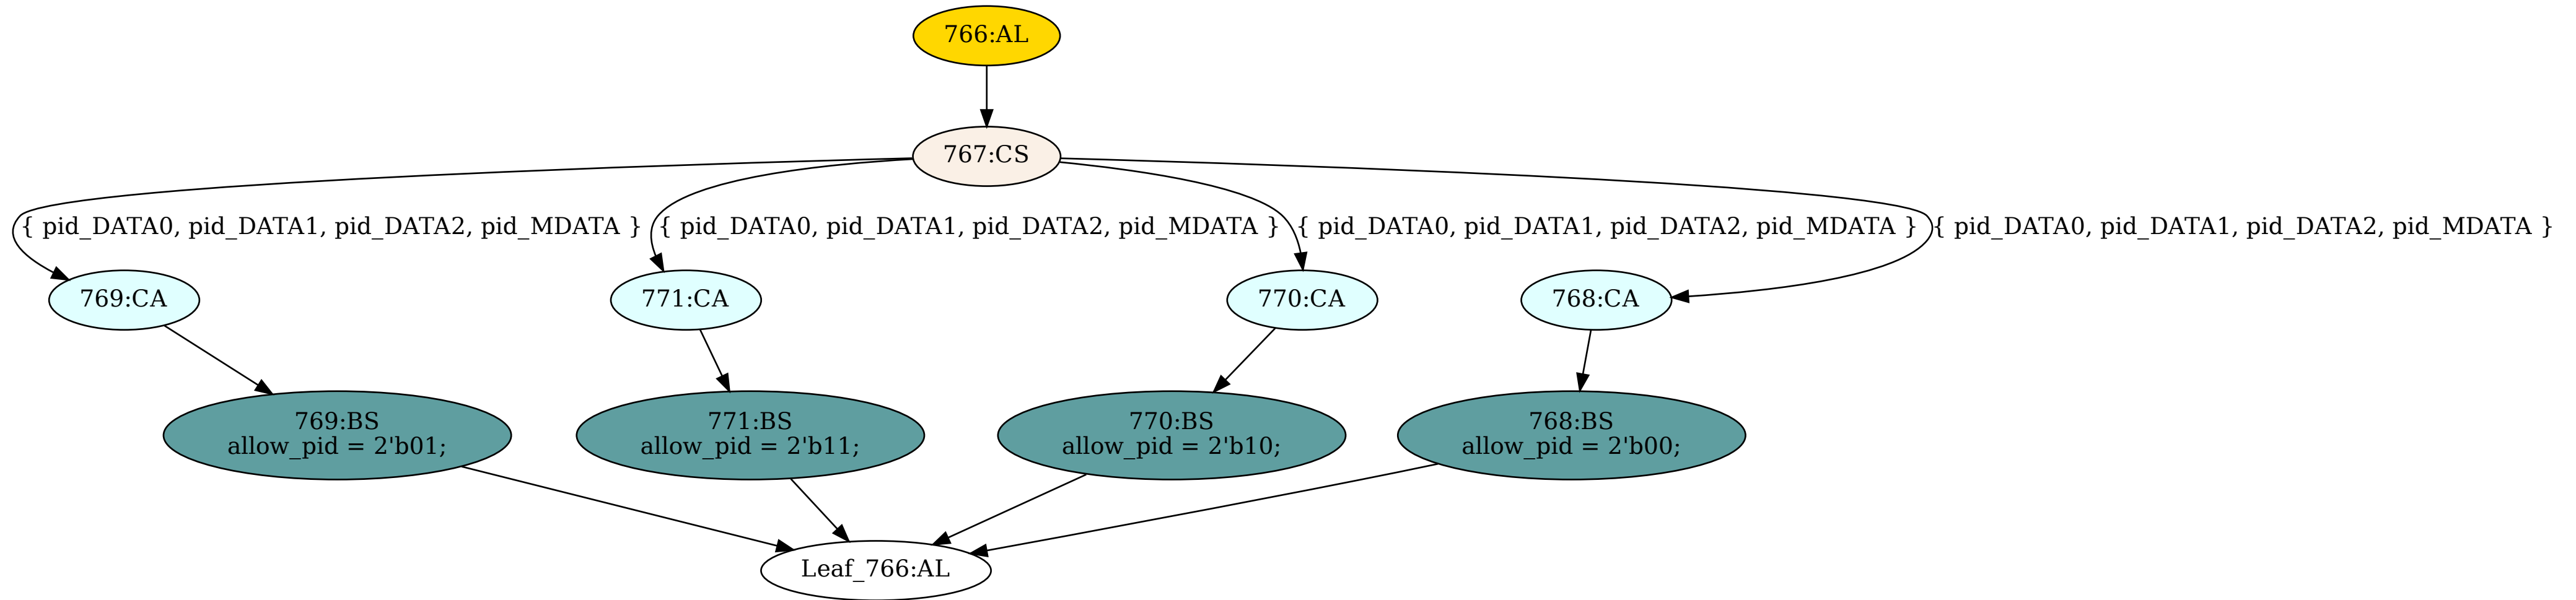 766:AL
767:CS
{ pid_DATA0, pid_DATA1, pid_DATA2, pid_MDATA }
{ pid_DATA0, pid_DATA1, pid_DATA2, pid_MDATA }
{ pid_DATA0, pid_DATA1, pid_DATA2, pid_MDATA }
{ pid_DATA0, pid_DATA1, pid_DATA2, pid_MDATA }
769:CA
771:CA
770:CA
768:CA
769:BS
allow_pid = 2'b01;
771:BS
allow_pid = 2'b11;
770:BS
allow_pid = 2'b10;
768:BS
allow_pid = 2'b00;
Leaf_766:AL